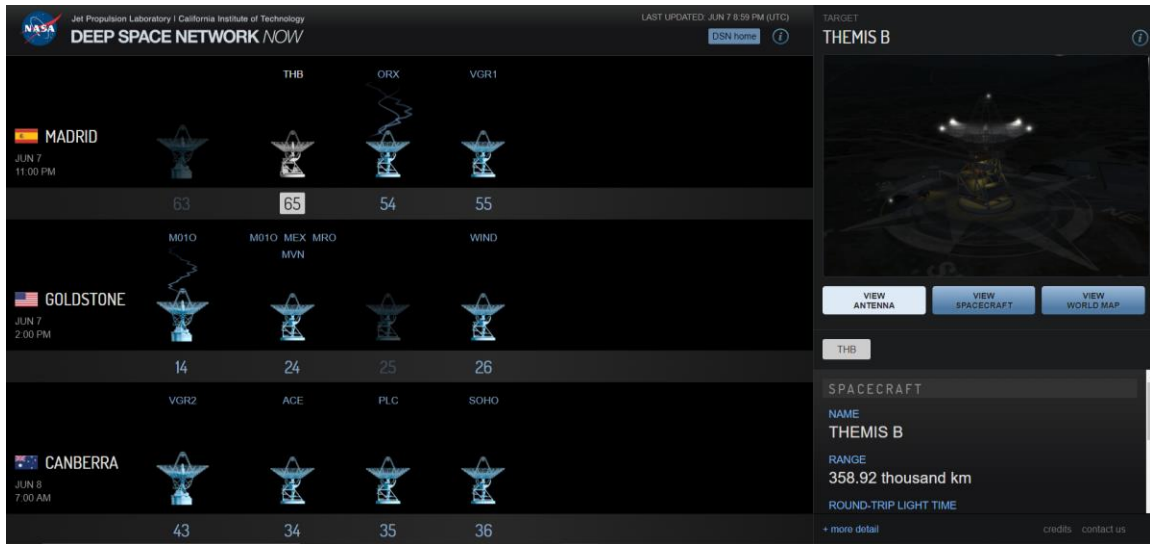 NASA
Jet Propulsion Laboratory | California Institute of Technology
DEEP SPACE NETWORK NOW
LAST UPDATED: JUN 7 8:59 PM (UTC)
DSN home
i
THB ORX VGR1
MADRID
JUN 7
11:00 PM
63 65 54 55
M01O M01O MEX MRO WIND
MVN
GOLDSTONE
JUN 7
2:00 PM
14 24 25 26
VGR2 ACE PLC SOHO
CANBERRA
JUN 8
7:00 AM
43 34 35 36
TARGET
THEMIS B
i
VIEW ANTENNA
VIEW SPACECRAFT
VIEW WORLD MAP
THB
SPACECRAFT
NAME
THEMIS B
RANGE
358.92 thousand km
ROUND-TRIP LIGHT TIME
+ more detail credits contact us